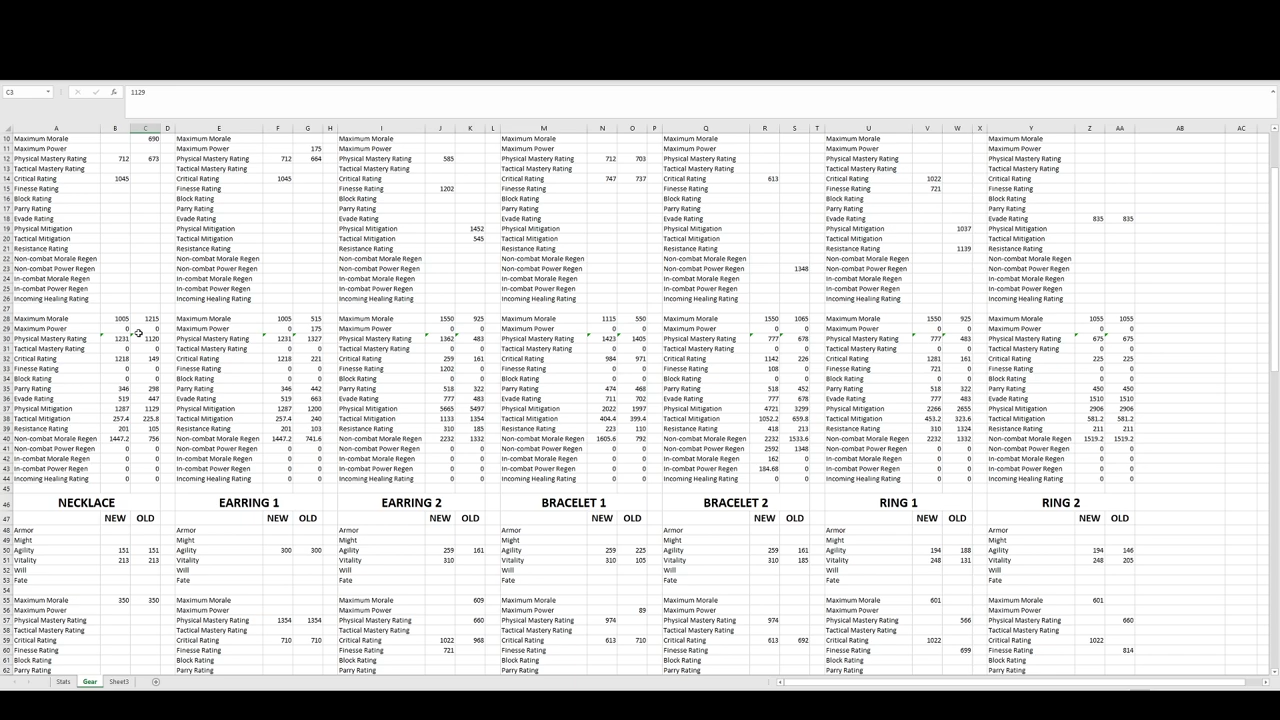 C3 1129
A B C D E F G H I J K L M N O P Q R S T U V W X Y Z AA AB AC
10 Maximum Morale 690 Maximum Morale Maximum Morale Maximum Morale Maximum Morale Maximum Morale Maximum Morale
11 Maximum Power Maximum Power 175 Maximum Power Maximum Power Maximum Power Maximum Power Maximum Power
12 Physical Mastery Rating 712 673 Physical Mastery Rating 712 664 Physical Mastery Rating 585 Physical Mastery Rating 712 703 Physical Mastery Rating Physical Mastery Rating Physical Mastery Rating
13 Tactical Mastery Rating Tactical Mastery Rating Tactical Mastery Rating Tactical Mastery Rating Tactical Mastery Rating Tactical Mastery Rating Tactical Mastery Rating
14 Critical Rating 1045 Critical Rating 1045 Critical Rating Critical Rating 747 737 Critical Rating 613 Critical Rating 1022 Critical Rating
15 Finesse Rating Finesse Rating Finesse Rating 1202 Finesse Rating Finesse Rating Finesse Rating 721 Finesse Rating
16 Block Rating Block Rating Block Rating Block Rating Block Rating Block Rating Block Rating
17 Parry Rating Parry Rating Parry Rating Parry Rating Parry Rating Parry Rating Parry Rating
18 Evade Rating Evade Rating Evade Rating Evade Rating Evade Rating Evade Rating Evade Rating 835 835
19 Physical Mitigation Physical Mitigation Physical Mitigation 1452 Physical Mitigation Physical Mitigation Physical Mitigation 1037 Physical Mitigation
20 Tactical Mitigation Tactical Mitigation Tactical Mitigation 545 Tactical Mitigation Tactical Mitigation Tactical Mitigation Tactical Mitigation
21 Resistance Rating Resistance Rating Resistance Rating Resistance Rating Resistance Rating Resistance Rating 1139 Resistance Rating
22 Non-combat Morale Regen Non-combat Morale Regen Non-combat Morale Regen Non-combat Morale Regen Non-combat Morale Regen Non-combat Morale Regen Non-combat Morale Regen
23 Non-combat Power Regen Non-combat Power Regen Non-combat Power Regen Non-combat Power Regen Non-combat Power Regen 1348 Non-combat Power Regen Non-combat Power Regen
24 In-combat Morale Regen In-combat Morale Regen In-combat Morale Regen In-combat Morale Regen In-combat Morale Regen In-combat Morale Regen In-combat Morale Regen
25 In-combat Power Regen In-combat Power Regen In-combat Power Regen In-combat Power Regen In-combat Power Regen In-combat Power Regen In-combat Power Regen
26 Incoming Healing Rating Incoming Healing Rating Incoming Healing Rating Incoming Healing Rating Incoming Healing Rating Incoming Healing Rating Incoming Healing Rating
27
28 Maximum Morale 1005 1215 Maximum Morale 1005 515 Maximum Morale 1550 925 Maximum Morale 1115 550 Maximum Morale 1550 1065 Maximum Morale 1550 925 Maximum Morale 1055 1055
29 Maximum Power 0 0 Maximum Power 0 175 Maximum Power 0 0 Maximum Power 0 0 Maximum Power 0 0 Maximum Power 0 0 Maximum Power 0 0
30 Physical Mastery Rating 1231 1120 Physical Mastery Rating 1231 1327 Physical Mastery Rating 1362 483 Physical Mastery Rating 1423 1405 Physical Mastery Rating 777 678 Physical Mastery Rating 777 483 Physical Mastery Rating 675 675
31 Tactical Mastery Rating 0 0 Tactical Mastery Rating 0 0 Tactical Mastery Rating 0 0 Tactical Mastery Rating 0 0 Tactical Mastery Rating 0 0 Tactical Mastery Rating 0 0 Tactical Mastery Rating 0 0
32 Critical Rating 1218 149 Critical Rating 1218 221 Critical Rating 259 161 Critical Rating 984 971 Critical Rating 1142 226 Critical Rating 1281 161 Critical Rating 225 225
33 Finesse Rating 0 0 Finesse Rating 0 0 Finesse Rating 1202 0 Finesse Rating 0 0 Finesse Rating 108 0 Finesse Rating 721 0 Finesse Rating 0 0
34 Block Rating 0 0 Block Rating 0 0 Block Rating 0 0 Block Rating 0 0 Block Rating 0 0 Block Rating 0 0 Block Rating 0 0
35 Parry Rating 346 298 Parry Rating 346 442 Parry Rating 518 322 Parry Rating 474 468 Parry Rating 518 452 Parry Rating 518 322 Parry Rating 450 450
36 Evade Rating 519 447 Evade Rating 519 663 Evade Rating 777 483 Evade Rating 711 702 Evade Rating 777 678 Evade Rating 777 483 Evade Rating 1510 1510
37 Physical Mitigation 1287 1129 Physical Mitigation 1287 1200 Physical Mitigation 5665 5497 Physical Mitigation 2022 1997 Physical Mitigation 4721 3299 Physical Mitigation 2266 2655 Physical Mitigation 2906 2906
38 Tactical Mitigation 257.4 225.8 Tactical Mitigation 257.4 240 Tactical Mitigation 1133 1354 Tactical Mitigation 404.4 399.4 Tactical Mitigation 1052.2 659.8 Tactical Mitigation 453.2 323.6 Tactical Mitigation 581.2 581.2
39 Resistance Rating 201 105 Resistance Rating 201 103 Resistance Rating 310 185 Resistance Rating 223 110 Resistance Rating 418 213 Resistance Rating 310 1324 Resistance Rating 211 211
40 Non-combat Morale Regen 1447.2 756 Non-combat Morale Regen 1447.2 741.6 Non-combat Morale Regen 2232 1332 Non-combat Morale Regen 1605.6 792 Non-combat Morale Regen 2232 1533.6 Non-combat Morale Regen 2232 1332 Non-combat Morale Regen 1519.2 1519.2
41 Non-combat Power Regen 0 0 Non-combat Power Regen 0 0 Non-combat Power Regen 0 0 Non-combat Power Regen 0 0 Non-combat Power Regen 2592 1348 Non-combat Power Regen 0 0 Non-combat Power Regen 0 0
42 In-combat Morale Regen 0 0 In-combat Morale Regen 0 0 In-combat Morale Regen 0 0 In-combat Morale Regen 0 0 In-combat Morale Regen 162 0 In-combat Morale Regen 0 0 In-combat Morale Regen 0 0
43 In-combat Power Regen 0 0 In-combat Power Regen 0 0 In-combat Power Regen 0 0 In-combat Power Regen 0 0 In-combat Power Regen 184.68 0 In-combat Power Regen 0 0 In-combat Power Regen 0 0
44 Incoming Healing Rating 0 0 Incoming Healing Rating 0 0 Incoming Healing Rating 0 0 Incoming Healing Rating 0 0 Incoming Healing Rating 0 0 Incoming Healing Rating 0 0 Incoming Healing Rating 0 0
45
46 NECKLACE EARRING 1 EARRING 2 BRACELET 1 BRACELET 2 RING 1 RING 2
47 NEW OLD NEW OLD NEW OLD NEW OLD NEW OLD NEW OLD NEW OLD
48 Armor Armor Armor Armor Armor Armor Armor
49 Might Might Might Might Might Might Might
50 Agility 151 151 Agility 300 300 Agility 259 161 Agility 259 225 Agility 259 161 Agility 194 188 Agility 194 146
51 Vitality 213 213 Vitality Vitality 310 Vitality 310 105 Vitality 310 185 Vitality 248 131 Vitality 248 205
52 Will Will Will Will Will Will Will
53 Fate Fate Fate Fate Fate Fate Fate
54
55 Maximum Morale 350 350 Maximum Morale Maximum Morale 609 Maximum Morale Maximum Morale Maximum Morale 601 Maximum Morale 601
56 Maximum Power Maximum Power Maximum Power Maximum Power 89 Maximum Power Maximum Power Maximum Power
57 Physical Mastery Rating Physical Mastery Rating 1354 1354 Physical Mastery Rating 660 Physical Mastery Rating 974 Physical Mastery Rating 974 Physical Mastery Rating 566 Physical Mastery Rating 660
58 Tactical Mastery Rating Tactical Mastery Rating Tactical Mastery Rating Tactical Mastery Rating Tactical Mastery Rating Tactical Mastery Rating Tactical Mastery Rating
59 Critical Rating Critical Rating 710 710 Critical Rating 1022 968 Critical Rating 613 710 Critical Rating 613 692 Critical Rating 1022 Critical Rating 1022
60 Finesse Rating Finesse Rating Finesse Rating 721 Finesse Rating Finesse Rating Finesse Rating 699 Finesse Rating 814
61 Block Rating Block Rating Block Rating Block Rating Block Rating Block Rating Block Rating
62 Parry Rating Parry Rating Parry Rating Parry Rating Parry Rating Parry Rating Parry Rating
Stats Gear Sheet3